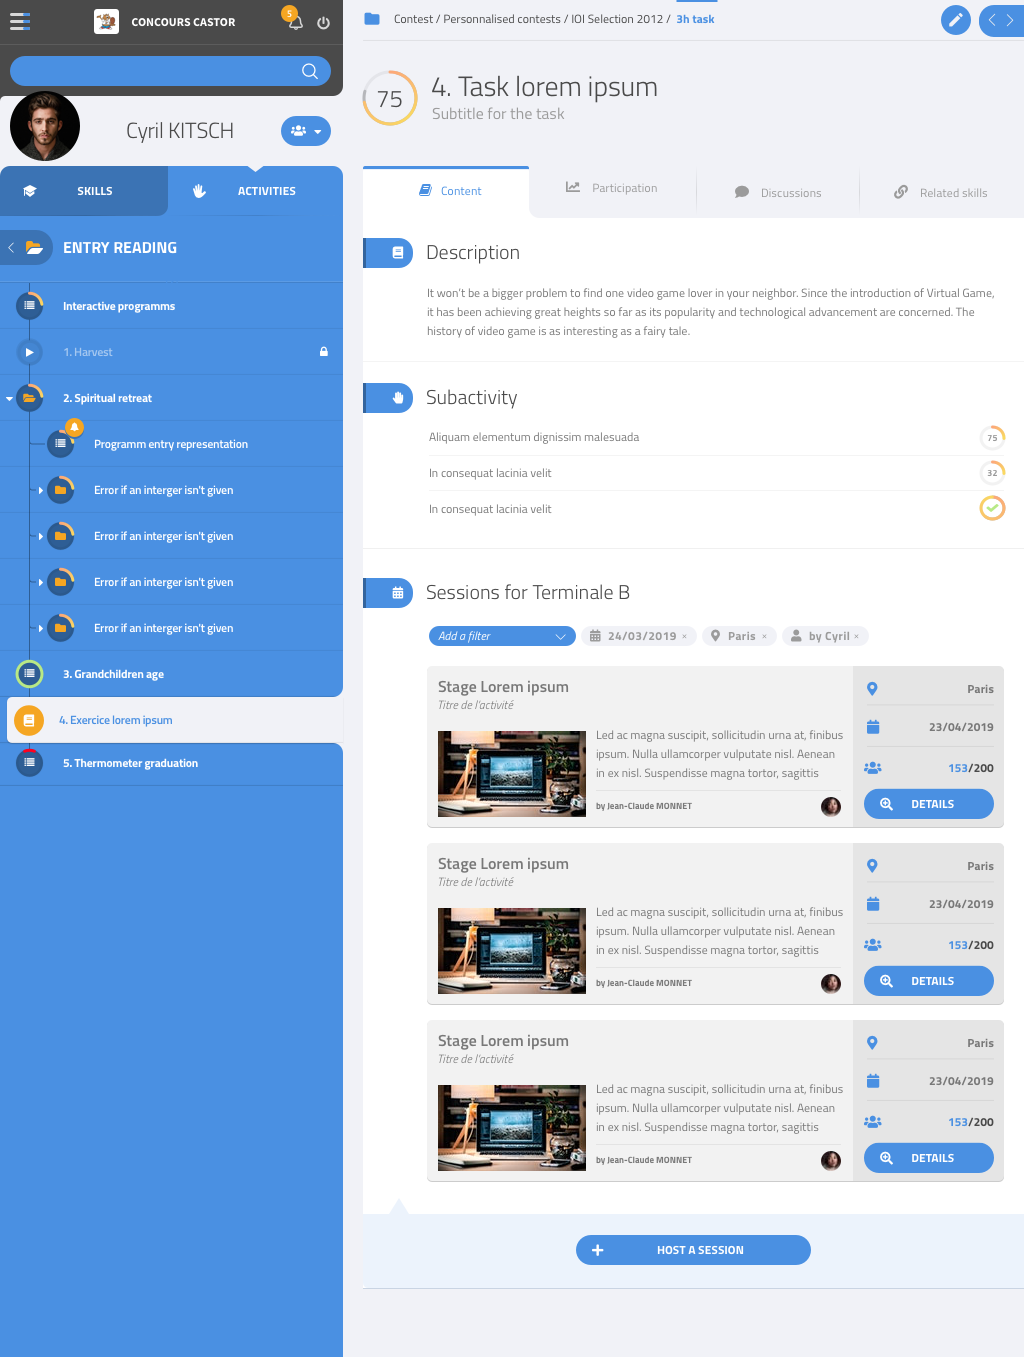 CONCOURS CASTOR
5
Cyril KITSCH
SKILLS
ACTIVITIES
ENTRY READING
Interactive programms
1. Harvest
2. Spiritual retreat
Programm entry representation
Error if an interger isn't given
Error if an interger isn't given
Error if an interger isn't given
Error if an interger isn't given
3. Grandchildren age
4. Exercice lorem ipsum
5. Thermometer graduation
Contest / Personnalised contests / IOI Selection 2012 / 3h task
75
4. Task lorem ipsum
Subtitle for the task
Content
Participation
Discussions
Related skills
Description
It won't be a bigger problem to find one video game lover in your neighbor. Since the introduction of Virtual Game,
it has been achieving great heights so far as its popularity and technological advancement are concerned. The
history of video game is as interesting as a fairy tale.
Subactivity
Aliquam elementum dignissim malesuada
75
In consequat lacinia velit
32
In consequat lacinia velit
Sessions for Terminale B
Add a filter
24/03/2019 ×
Paris ×
by Cyril ×
Stage Lorem ipsum
Titre de l'activité
Led ac magna suscipit, sollicitudin urna at, finibus
ipsum. Nulla ullamcorper vulputate nisl. Aenean
in ex nisl. Suspendisse magna tortor, sagittis
by Jean-Claude MONNET
Paris
23/04/2019
153/200
DETAILS
Stage Lorem ipsum
Titre de l'activité
Led ac magna suscipit, sollicitudin urna at, finibus
ipsum. Nulla ullamcorper vulputate nisl. Aenean
in ex nisl. Suspendisse magna tortor, sagittis
by Jean-Claude MONNET
Paris
23/04/2019
153/200
DETAILS
Stage Lorem ipsum
Titre de l'activité
Led ac magna suscipit, sollicitudin urna at, finibus
ipsum. Nulla ullamcorper vulputate nisl. Aenean
in ex nisl. Suspendisse magna tortor, sagittis
by Jean-Claude MONNET
Paris
23/04/2019
153/200
DETAILS
HOST A SESSION